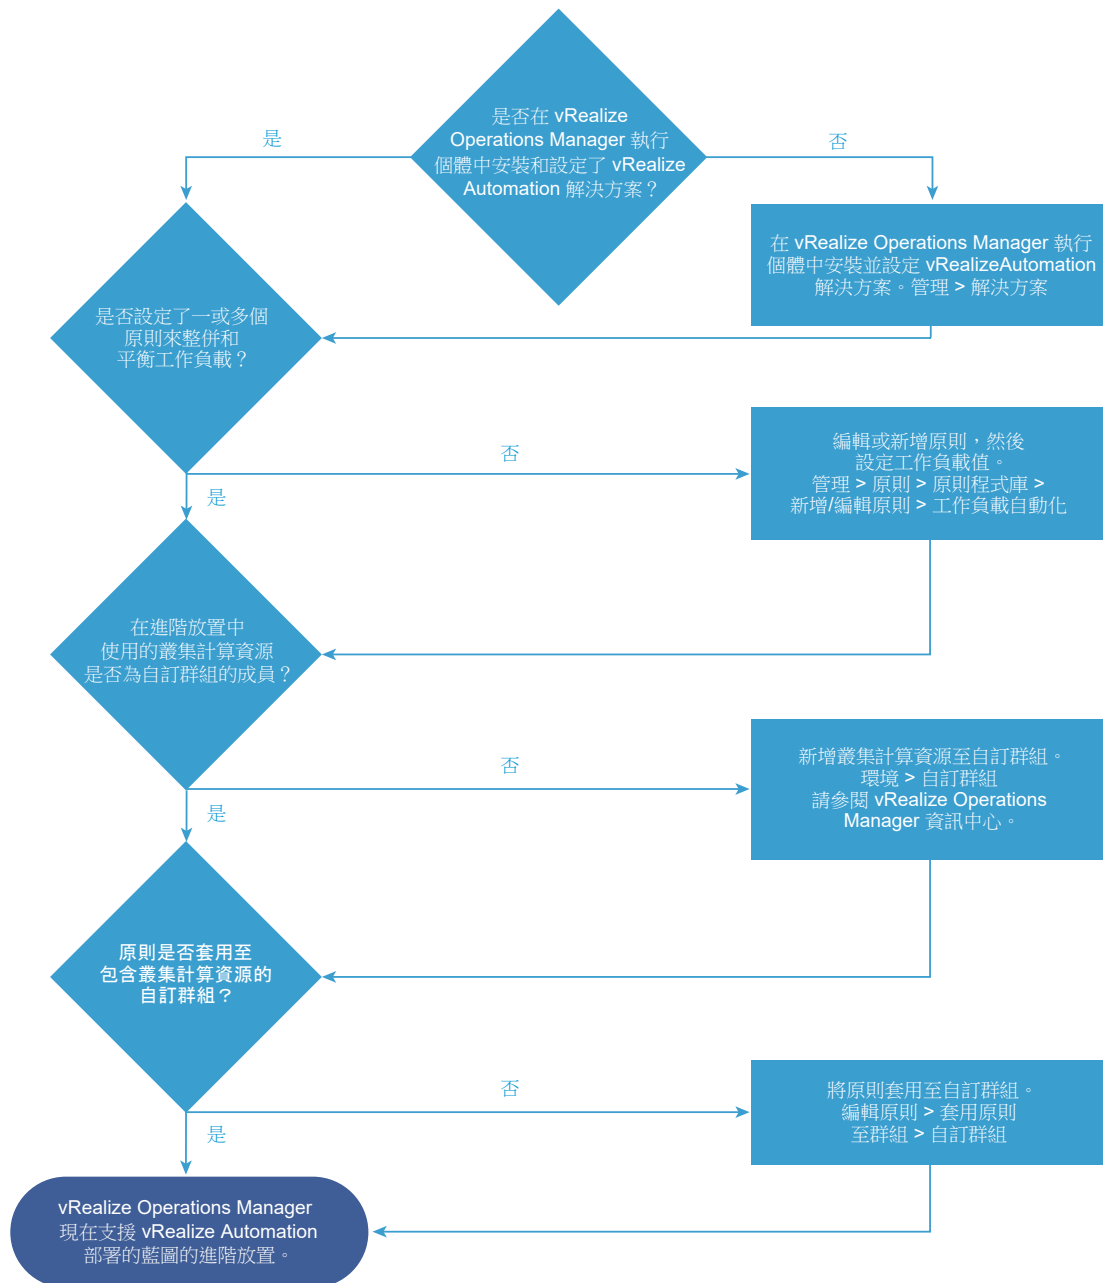 是否在 vRealize
Operations Manager 執行
個體中安裝和設定了 vRealize
Automation 解決方案？
是
否
在 vRealize Operations Manager 執行
個體中安裝並設定 vRealizeAutomation
解決方案。管理 > 解決方案
是否設定了一或多個
原則來整併和
平衡工作負載？
否
是
編輯或新增原則，然後
設定工作負載值。
管理 > 原則 > 原則程式庫 >
新增/編輯原則 > 工作負載自動化
在進階放置中
使用的叢集計算資源
是否為自訂群組的成員？
否
是
新增叢集計算資源至自訂群組。
環境 > 自訂群組
請參閱 vRealize Operations
Manager 資訊中心。
原則是否套用至
包含叢集計算資源的
自訂群組？
否
是
將原則套用至自訂群組。
編輯原則 > 套用原則
至群組 > 自訂群組
vRealize Operations Manager
現在支援 vRealize Automation
部署的藍圖的進階放置。